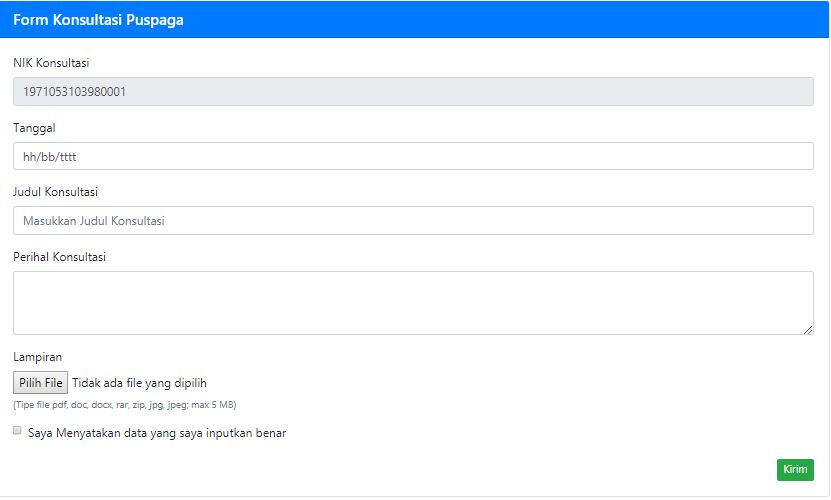 Form Konsultasi Puspaga
NIK Konsultasi
1971053103980001
Tanggal
hh/bb/tttt
Judul Konsultasi
Masukkan Judul Konsultasi
Perihal Konsultasi
Lampiran
Pilih File Tidak ada file yang dipilih
(Tipe file pdf, doc, docx, rar, zip, jpg, jpeg; max 5 MB)
Saya Menyatakan data yang saya inputkan benar
Kirim